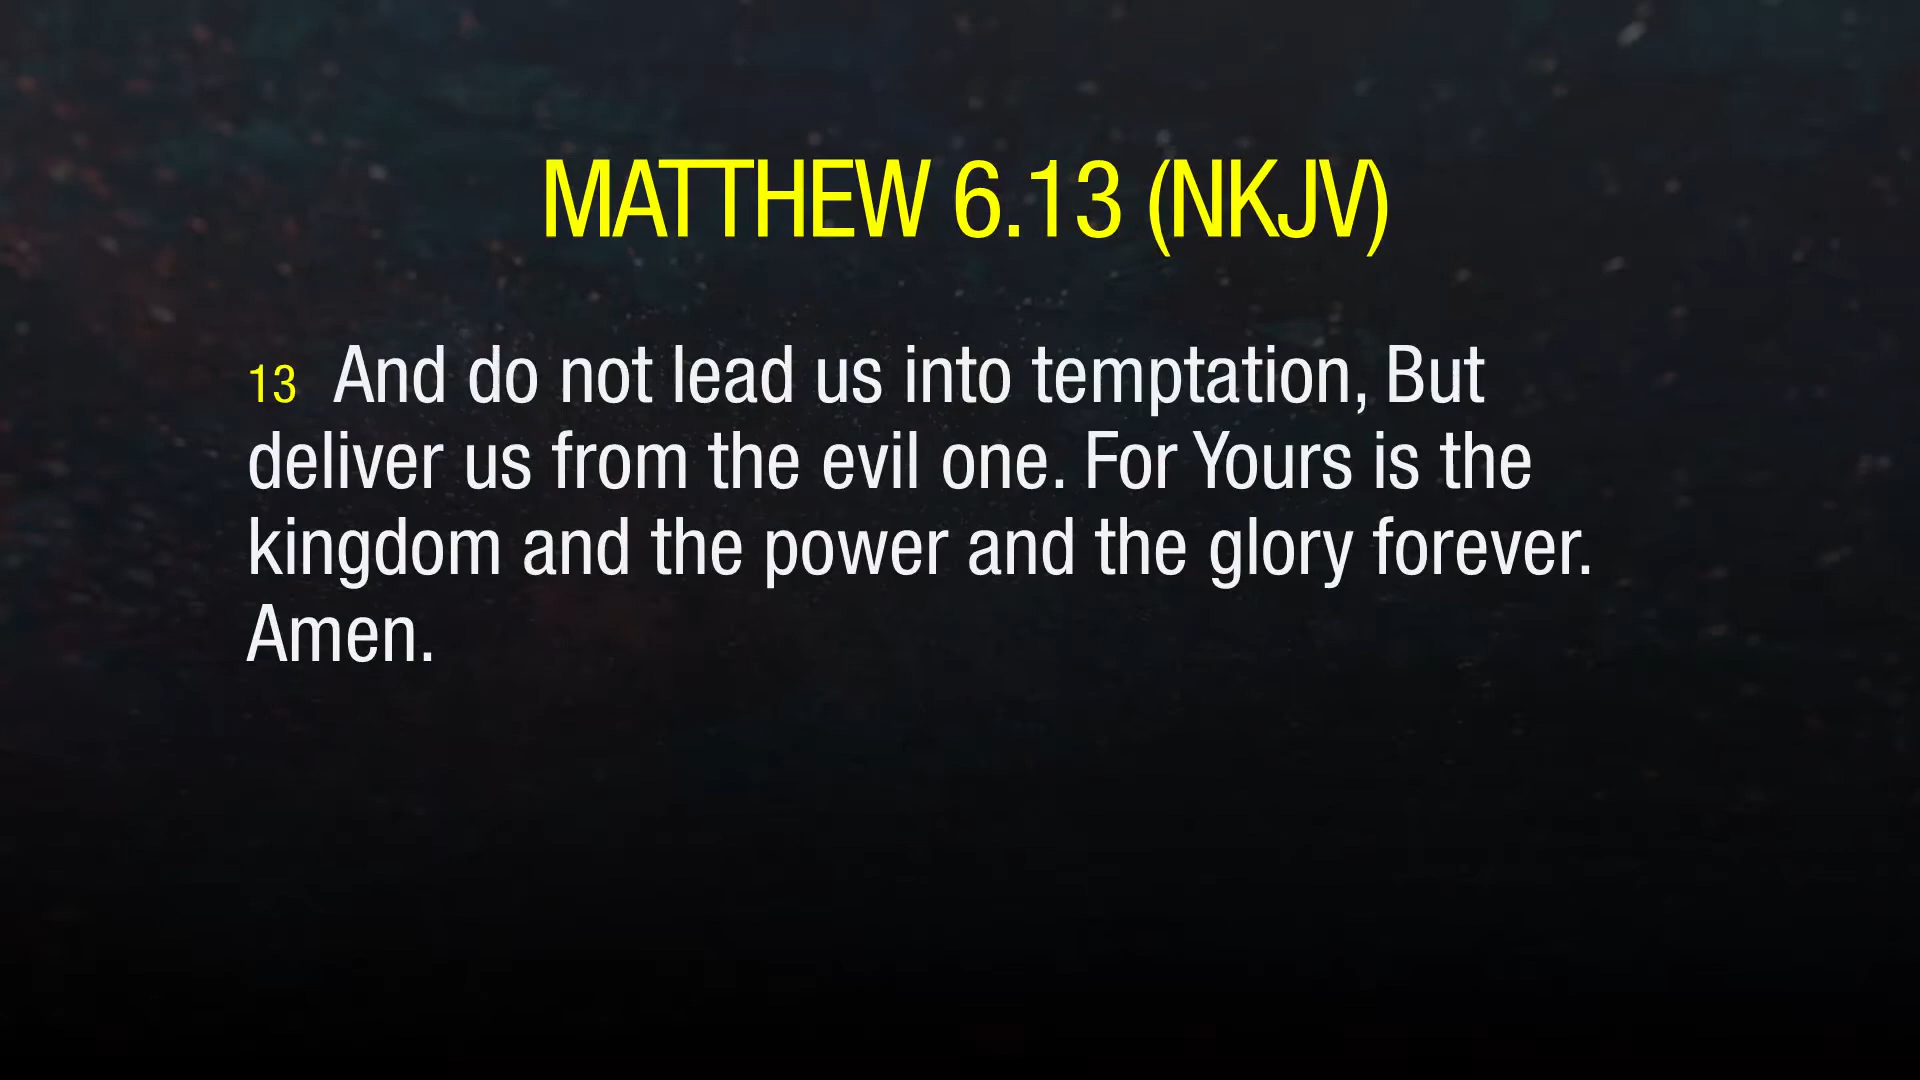 MATTHEW 6.13 (NKJV)
13 And do not lead us into temptation, But
deliver us from the evil one. For Yours is the
kingdom and the power and the glory forever.
Amen.